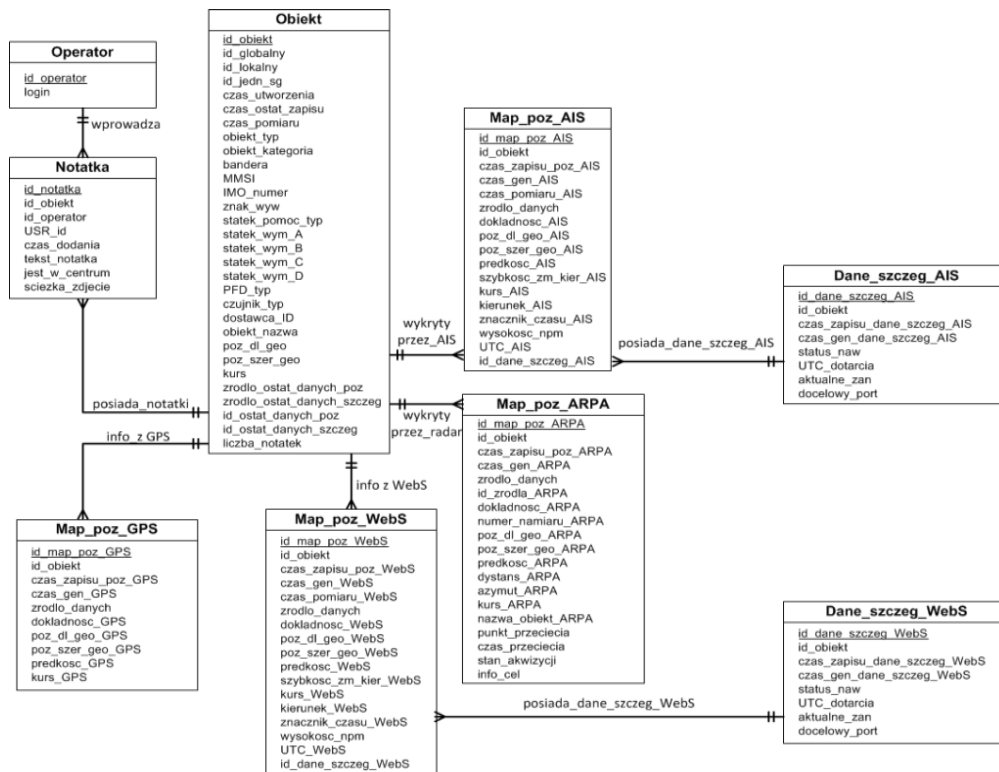 Operator
id_operator
login
wprowadza
Notatka
id_notatka
id_obiekt
id_operator
USR_id
czas_dodania
tekst_notatka
jest_w_centrum
sciezka_zdjecie
posiada_notatki
info_z GPS
Obiekt
id_obiekt
id_globalny
id_lokalny
id_jedn_sg
czas_utworzenia
czas_ostat_zapisu
czas_pomiaru
obiekt_typ
obiekt_kategoria
bandera
MMSI
IMO_numer
znak_wyw
statek_pomoc_typ
statek_wym_A
statek_wym_B
statek_wym_C
statek_wym_D
PFD_typ
czujnik_typ
dostawca_ID
obiekt_nazwa
poz_dl_geo
poz_szer_geo
kurs
zrodlo_ostat_danych_poz
zrodlo_ostat_danych_szczeg
id_ostat_danych_poz
id_ostat_danych_szczeg
liczba_notatek
wykryty
przez_AIS
wykryty
przez_radar
info z WebS
Map_poz_AIS
id_map_poz_AIS
id_obiekt
czas_zapisu_poz_AIS
czas_gen_AIS
czas_pomiaru_AIS
zrodlo_danych
dokladnosc_AIS
poz_dl_geo_AIS
poz_szer_geo_AIS
predkosc_AIS
szybkosc_zm_kier_AIS
kurs_AIS
kierunek_AIS
znacznik_czasu_AIS
wysokosc_npm
UTC_AIS
id_dane_szczeg_AIS
posiada_dane_szczeg_AIS
Dane_szczeg_AIS
id_dane_szczeg_AIS
id_obiekt
czas_zapisu_dane_szczeg_AIS
czas_gen_dane_szczeg_AIS
status_naw
UTC_dotarcia
aktualne_zan
docelowy_port
Map_poz_ARPA
id_map_poz_ARPA
id_obiekt
czas_zapisu_poz_ARPA
czas_gen_ARPA
zrodlo_danych
id_zrodla_ARPA
dokladnosc_ARPA
numer_namiaru_ARPA
poz_dl_geo_ARPA
poz_szer_geo_ARPA
predkosc_ARPA
dystans_ARPA
azymut_ARPA
kurs_ARPA
nazwa_obiekt_ARPA
punkt_przeciecia
czas_przeciecia
stan_akwizycji
info_cel
Map_poz_GPS
id_map_poz_GPS
id_obiekt
czas_zapisu_poz_GPS
czas_gen_GPS
zrodlo_danych
dokladnosc_GPS
poz_dl_geo_GPS
poz_szer_geo_GPS
predkosc_GPS
kurs_GPS
Map_poz_WebS
id_map_poz_WebS
id_obiekt
czas_zapisu_poz_WebS
czas_gen_WebS
czas_pomiaru_WebS
zrodlo_danych
dokladnosc_WebS
poz_dl_geo_WebS
poz_szer_geo_WebS
predkosc_WebS
szybkosc_zm_kier_WebS
kurs_WebS
kierunek_WebS
znacznik_czasu_WebS
wysokosc_npm
UTC_WebS
id_dane_szczeg_WebS
posiada_dane_szczeg_WebS
Dane_szczeg_WebS
id_dane_szczeg_WebS
id_obiekt
czas_zapisu_dane_szczeg_WebS
czas_gen_dane_szczeg_WebS
status_naw
UTC_dotarcia
aktualne_zan
docelowy_port